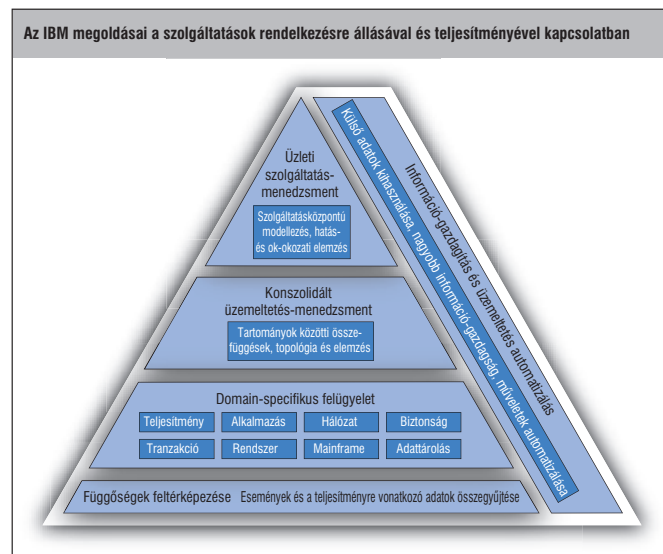 Az IBM megoldásai a szolgáltatások rendelkezésre állásával és teljesítményével kapcsolatban
Üzleti
szolgáltatás-
menedzsment
Szolgáltatásközpontú
modellezés, hatás-
és ok-okozati elemzés
Konszolidált
üzemeltetés-menedzsment
Tartományok közötti össze-
függések, topológia és elemzés
Domain-specifikus felügyelet
Teljesítmény
Alkalmazás
Hálózat
Biztonság
Tranzakció
Rendszer
Mainframe
Adattárolás
Függőségek feltérképezése Események és a teljesítményre vonatkozó adatok összegyűjtése
Információ-gazdagítás és üzemeltetés automatizálás
Külső adatok kihasználása, nagyobb információ-gazdagság, műveletek automatizálása